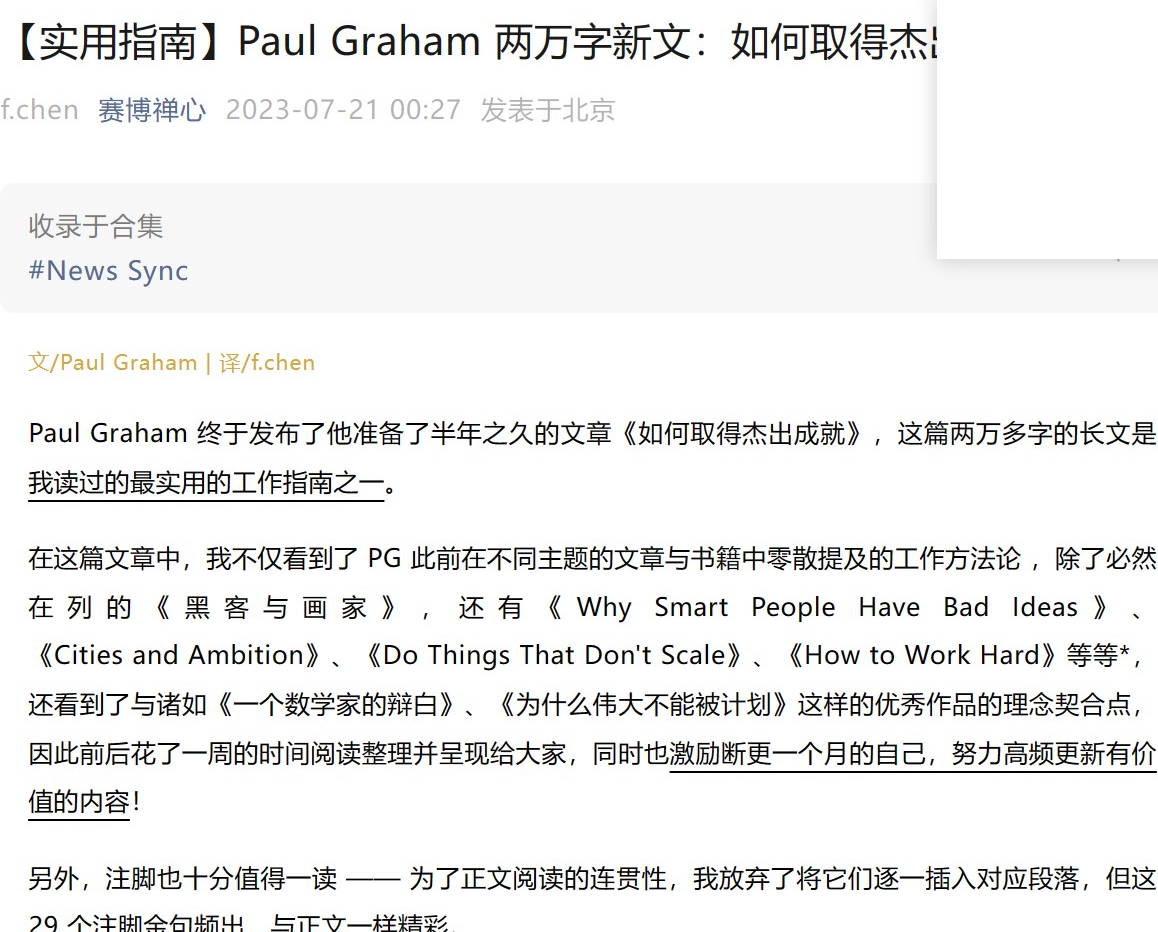 【实用指南】Paul Graham 两万字新文：如何取得杰
f.chen 赛博禅心 2023-07-21 00:27 发表于北京
收录于合集
#News Sync
文/Paul Graham | 译/f.chen
Paul Graham 终于发布了他准备了半年之久的文章《如何取得杰出成就》，这篇两万多字的长文是
我读过的最实用的工作指南之一。
在这篇文章中，我不仅看到了 PG 此前在不同主题的文章与书籍中零散提及的工作方法论 ，除了必然
在列的《黑客与画家》，还有《Why Smart People Have Bad Ideas》、
《Cities and Ambition》、《Do Things That Don't Scale》、《How to Work Hard》等等*，
还看到了与诸如《一个数学家的辩白》、《为什么伟大不能被计划》这样的优秀作品的理念契合点，
因此前后花了一周的时间阅读整理并呈现给大家，同时也激励断更一个月的自己，努力高频更新有价
值的内容！
另外，注脚也十分值得一读 —— 为了正文阅读的连贯性，我放弃了将它们逐一插入对应段落，但这
29 个注脚金句频出，与正文一样精彩。